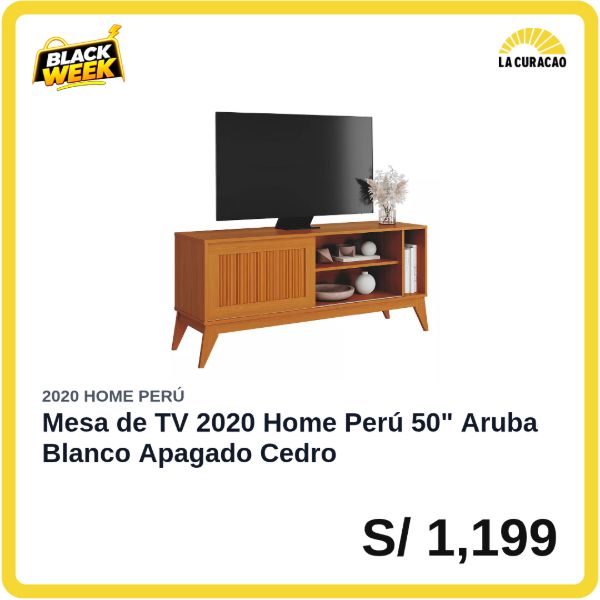 BLACK
WEEK
LA CURACAO
2020 HOME PERÚ
Mesa de TV 2020 Home Perú 50" Aruba
Blanco Apagado Cedro
S/ 1,199